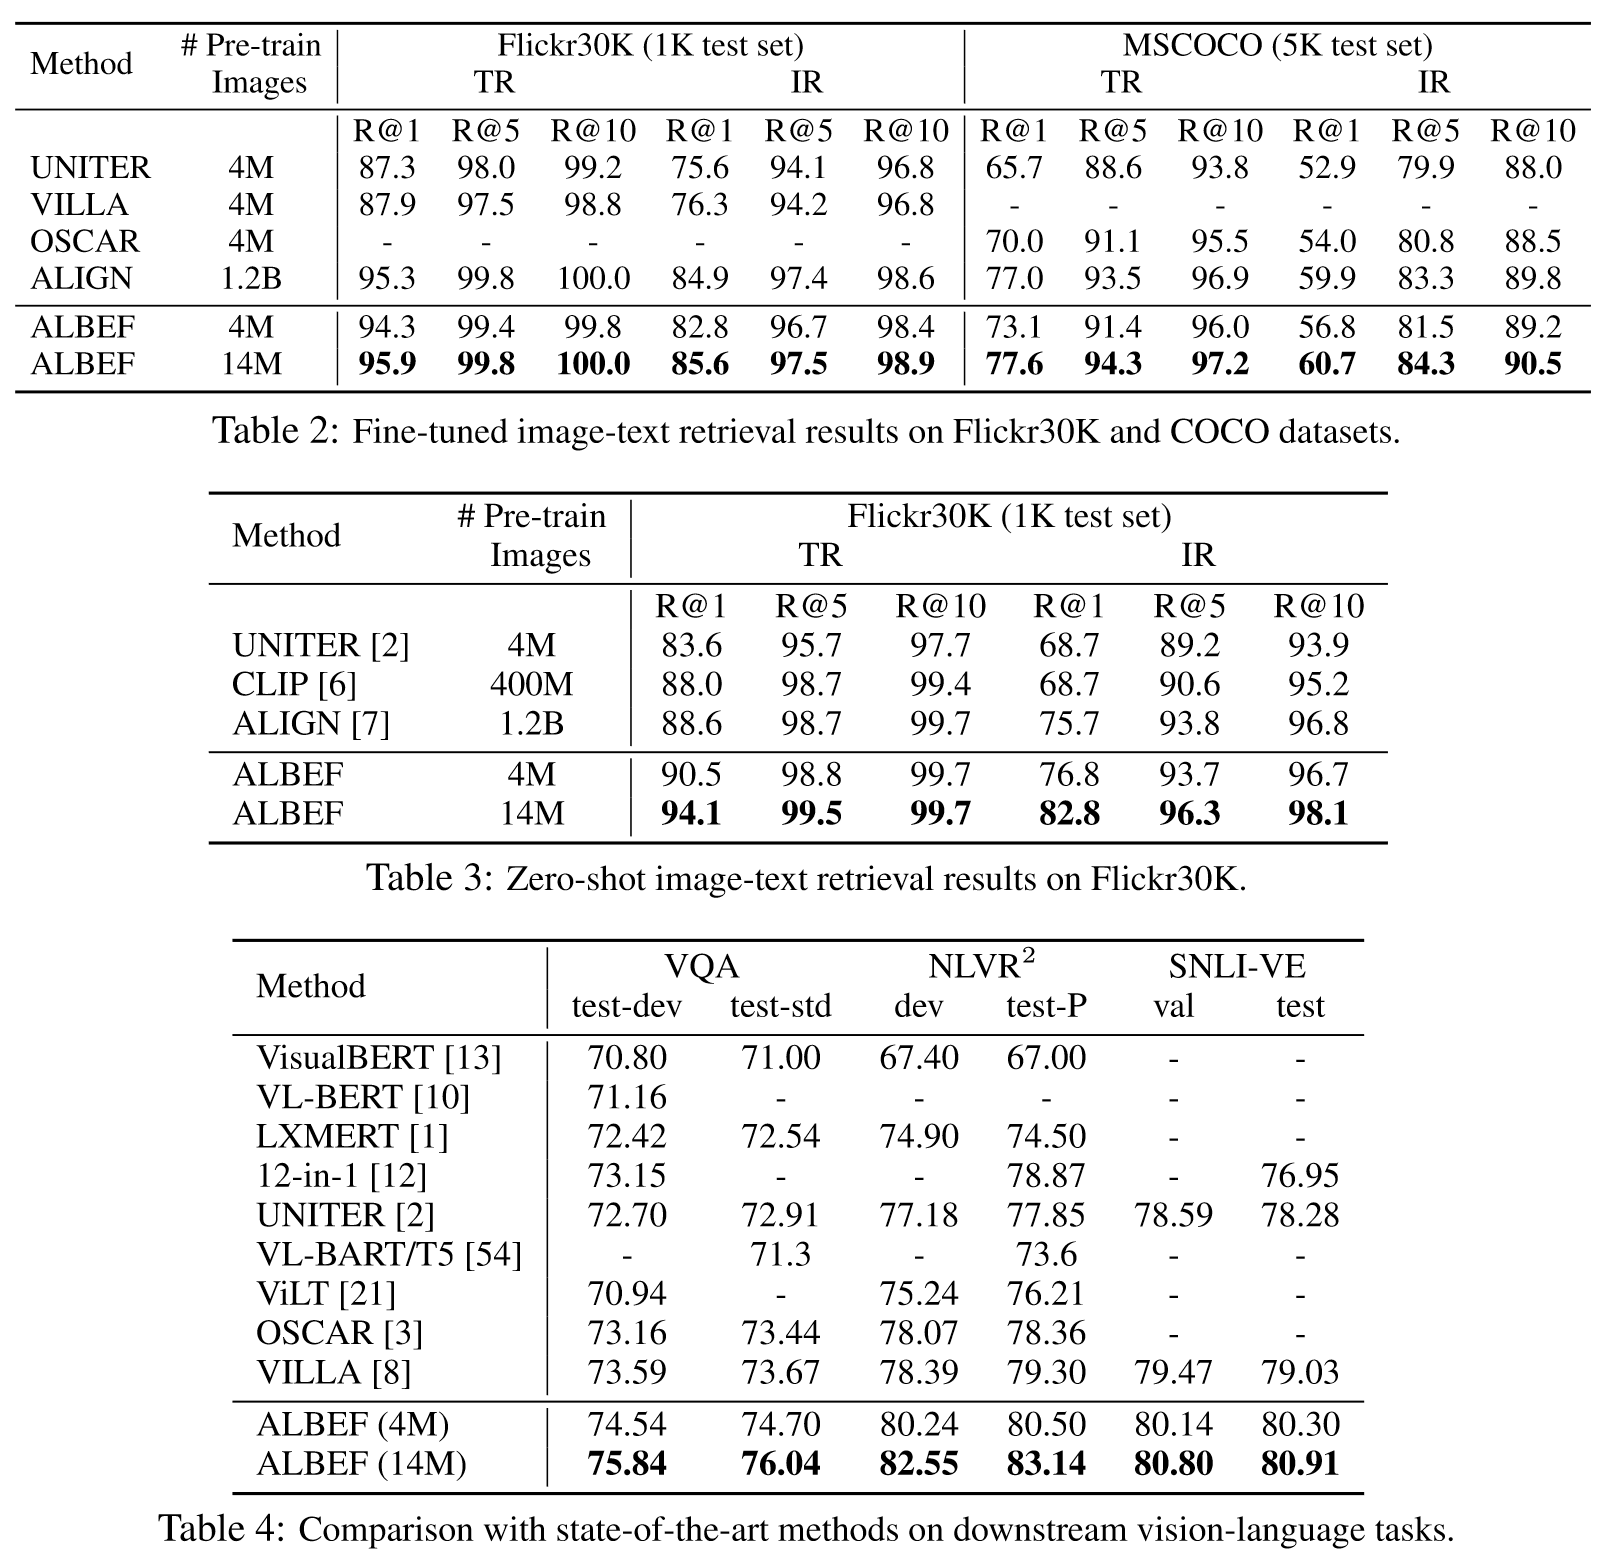 Method # Pre-train Images Flickr30K (1K test set) MSCOCO (5K test set)
TR IR TR IR
R@1 R@5 R@10 R@1 R@5 R@10 R@1 R@5 R@10 R@1 R@5 R@10
UNITER 4M 87.3 98.0 99.2 75.6 94.1 96.8 65.7 88.6 93.8 52.9 79.9 88.0
VILLA 4M 87.9 97.5 98.8 76.3 94.2 96.8 - - - - - -
OSCAR 4M - - - - - - 70.0 91.1 95.5 54.0 80.8 88.5
ALIGN 1.2B 95.3 99.8 100.0 84.9 97.4 98.6 77.0 93.5 96.9 59.9 83.3 89.8
ALBEF 4M 94.3 99.4 99.8 82.8 96.7 98.4 73.1 91.4 96.0 56.8 81.5 89.2
ALBEF 14M 95.9 99.8 100.0 85.6 97.5 98.9 77.6 94.3 97.2 60.7 84.3 90.5
Table 2: Fine-tuned image-text retrieval results on Flickr30K and COCO datasets.
Method # Pre-train Images Flickr30K (1K test set)
TR IR
R@1 R@5 R@10 R@1 R@5 R@10
UNITER [2] 4M 83.6 95.7 97.7 68.7 89.2 93.9
CLIP [6] 400M 88.0 98.7 99.4 68.7 90.6 95.2
ALIGN [7] 1.2B 88.6 98.7 99.7 75.7 93.8 96.8
ALBEF 4M 90.5 98.8 99.7 76.8 93.7 96.7
ALBEF 14M 94.1 99.5 99.7 82.8 96.3 98.1
Table 3: Zero-shot image-text retrieval results on Flickr30K.
Method VQA NLVR² SNLI-VE
test-dev test-std dev test-P val test
VisualBERT [13] 70.80 71.00 67.40 67.00 - -
VL-BERT [10] 71.16 - - - - -
LXMERT [1] 72.42 72.54 74.90 74.50 - -
12-in-1 [12] 73.15 - - 78.87 - 76.95
UNITER [2] 72.70 72.91 77.18 77.85 78.59 78.28
VL-BART/T5 [54] - 71.3 - 73.6 - -
ViLT [21] 70.94 - 75.24 76.21 - -
OSCAR [3] 73.16 73.44 78.07 78.36 - -
VILLA [8] 73.59 73.67 78.39 79.30 79.47 79.03
ALBEF (4M) 74.54 74.70 80.24 80.50 80.14 80.30
ALBEF (14M) 75.84 76.04 82.55 83.14 80.80 80.91
Table 4: Comparison with state-of-the-art methods on downstream vision-language tasks.